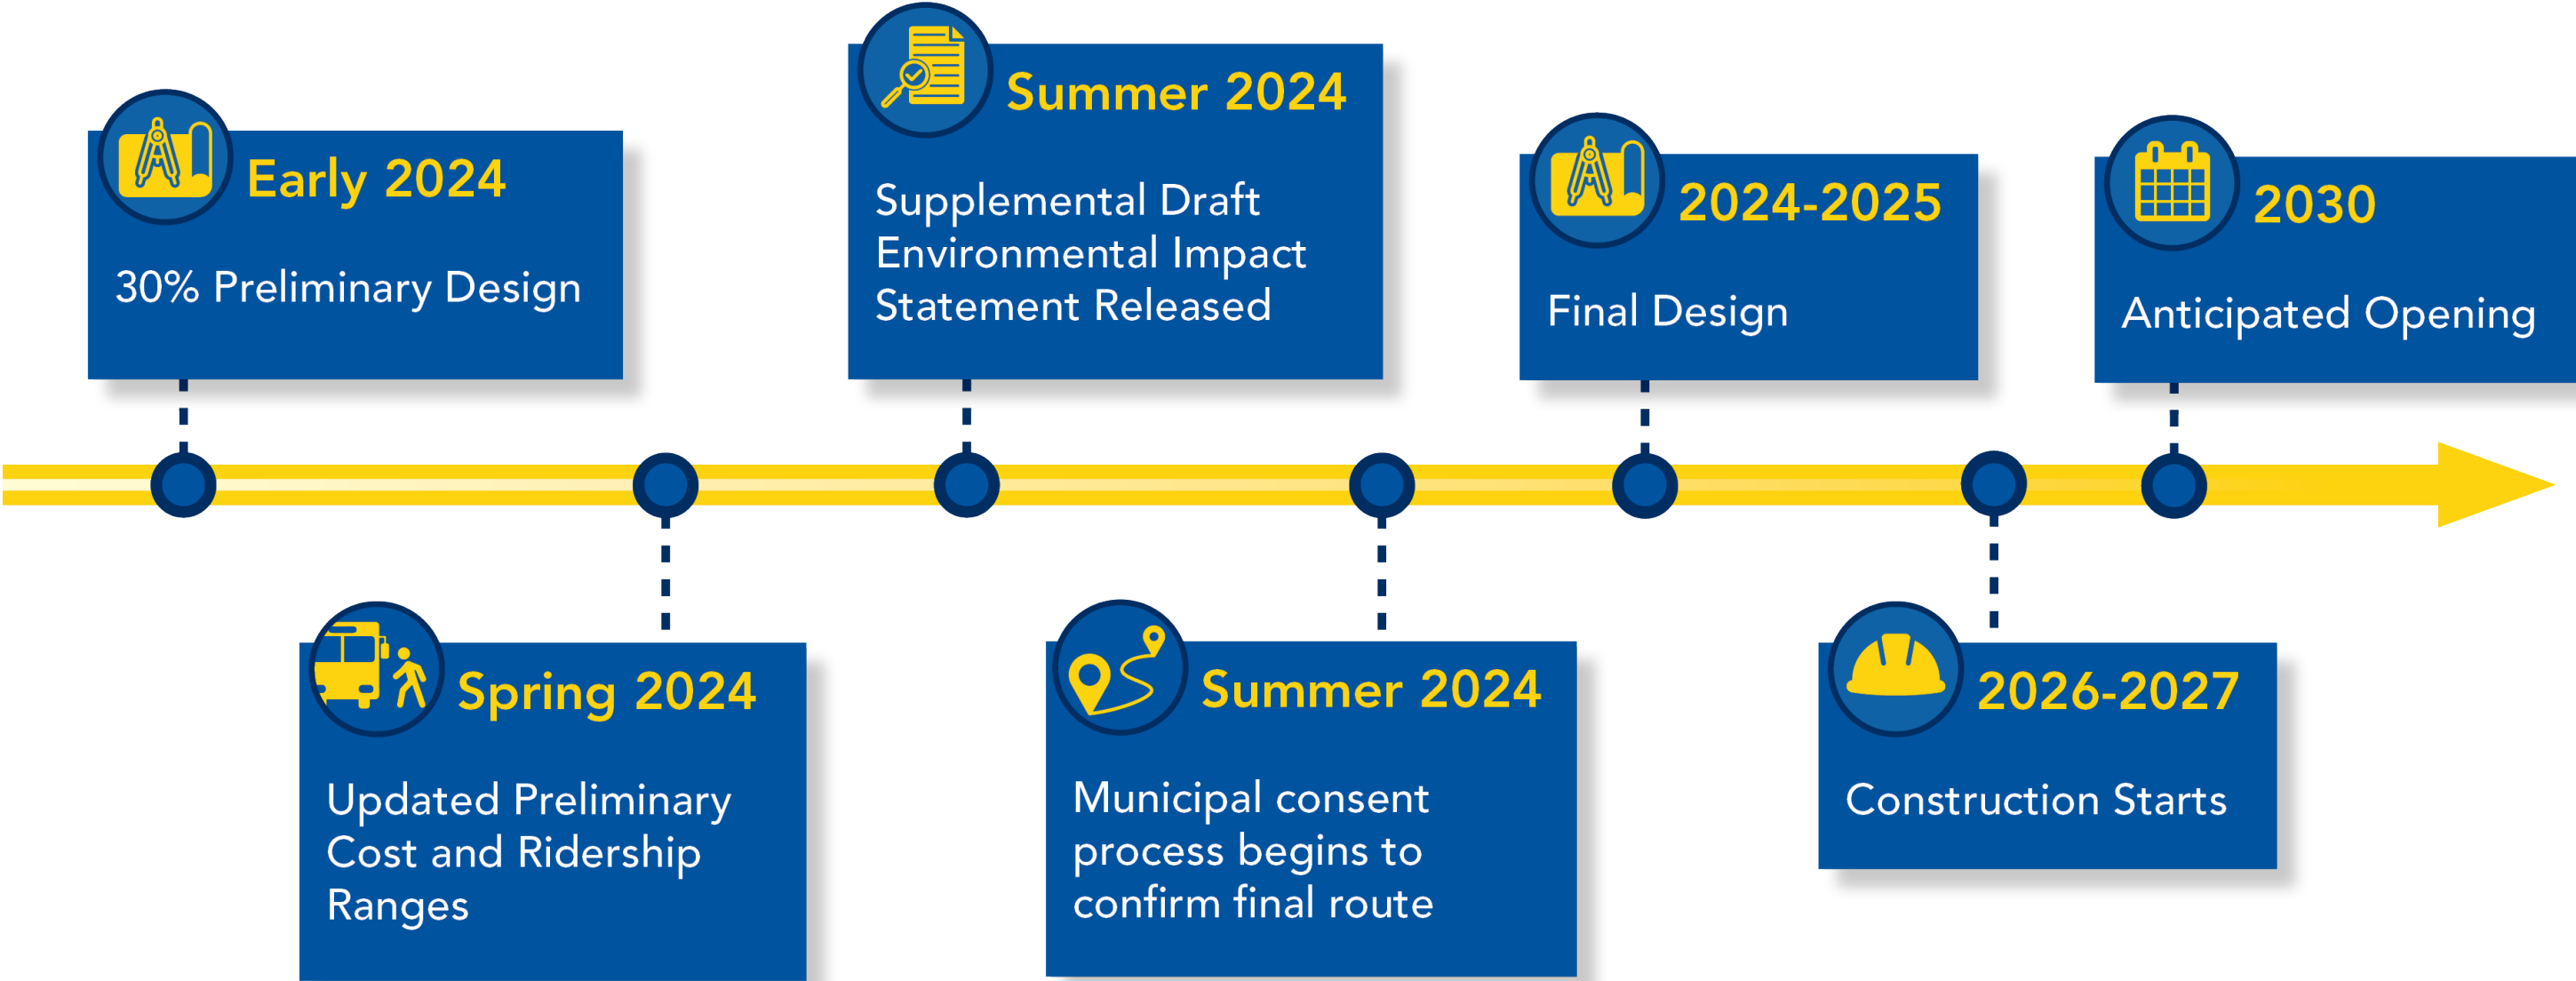 Early 2024
30% Preliminary Design
Spring 2024
Updated Preliminary
Cost and Ridership
Ranges
Summer 2024
Supplemental Draft
Environmental Impact
Statement Released
Summer 2024
Municipal consent
process begins to
confirm final route
2024-2025
Final Design
2026-2027
Construction Starts
2030
Anticipated Opening